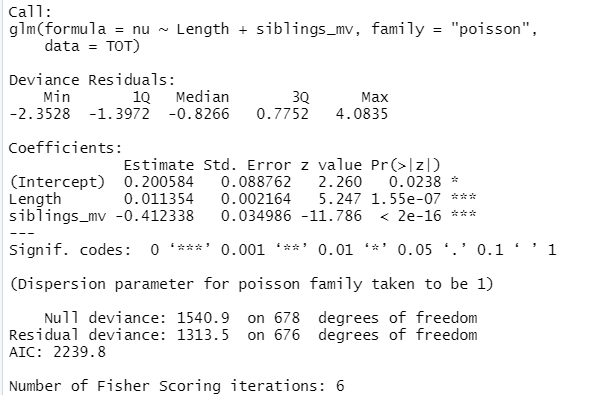 Call:
glm(formula = nu ~ Length + siblings_mv, family = "poisson",
    data = TOT)
Deviance Residuals:
    Min       1Q   Median       3Q      Max
-2.3528  -1.3972  -0.8266   0.7752   4.0835
Coefficients:
             Estimate Std. Error z value Pr(>|z|)
(Intercept)  0.200584   0.088762   2.260   0.0238 *
Length       0.011354   0.002164   5.247 1.55e-07 ***
siblings_mv -0.412338   0.034986 -11.786  < 2e-16 ***
---
Signif. codes:  0 ‘***’ 0.001 ‘**’ 0.01 ‘*’ 0.05 ‘.’ 0.1 ‘ ’ 1
(Dispersion parameter for poisson family taken to be 1)
    Null deviance: 1540.9  on 678  degrees of freedom
Residual deviance: 1313.5  on 676  degrees of freedom
AIC: 2239.8
Number of Fisher Scoring iterations: 6